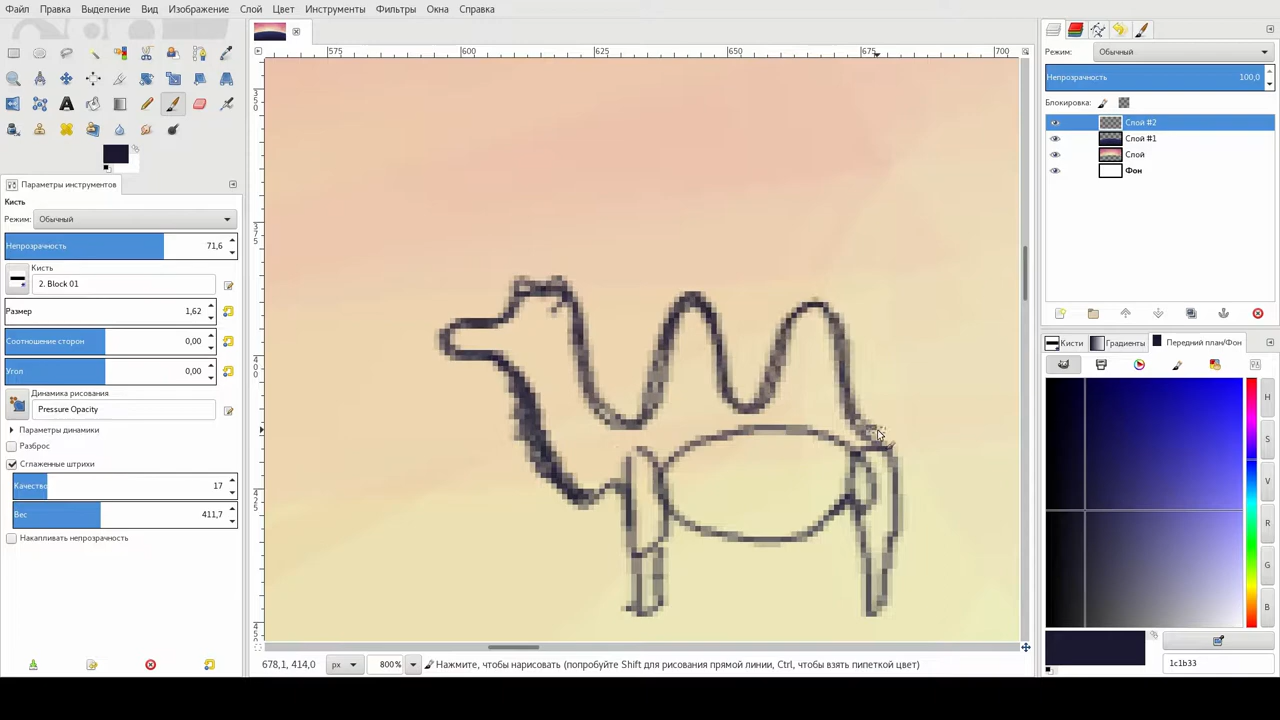 Файл Правка Выделение Вид Изображение Слой Цвет Инструменты Фильтры Окна Справка
575 600 625 650 675 700
Режим: Обычный
Непрозрачность 100,0
Блокировка:
Слой #2
Слой #1
Слой
Фон
Параметры инструментов
Кисть
Режим: Обычный
Непрозрачность 71,6
Кисть
2. Block 01
Размер 1,62
Соотношение сторон 0,00
Угол 0,00
Динамика рисования
Pressure Opacity
Параметры динамики
Разброс
Сглаженные штрихи
Качество 17
Вес 411,7
Накапливать непрозрачность
Кисти Градиенты Передний план/Фон
H
S
V
R
G
B
1c1b33
678,1, 414,0 px 800% Нажмите, чтобы нарисовать (попробуйте Shift для рисования прямой линии, Ctrl, чтобы взять пипеткой цвет)